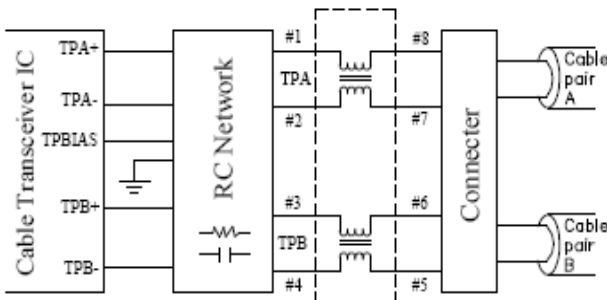 Cable Transceiver IC
TPA+
TPA-
TPBIAS
TPB+
TPB-
RC Network
#1
TPA
#2
#3
TPB
#4
#8
#7
#6
#5
Connecter
Cable
pair
A
Cable
pair
B